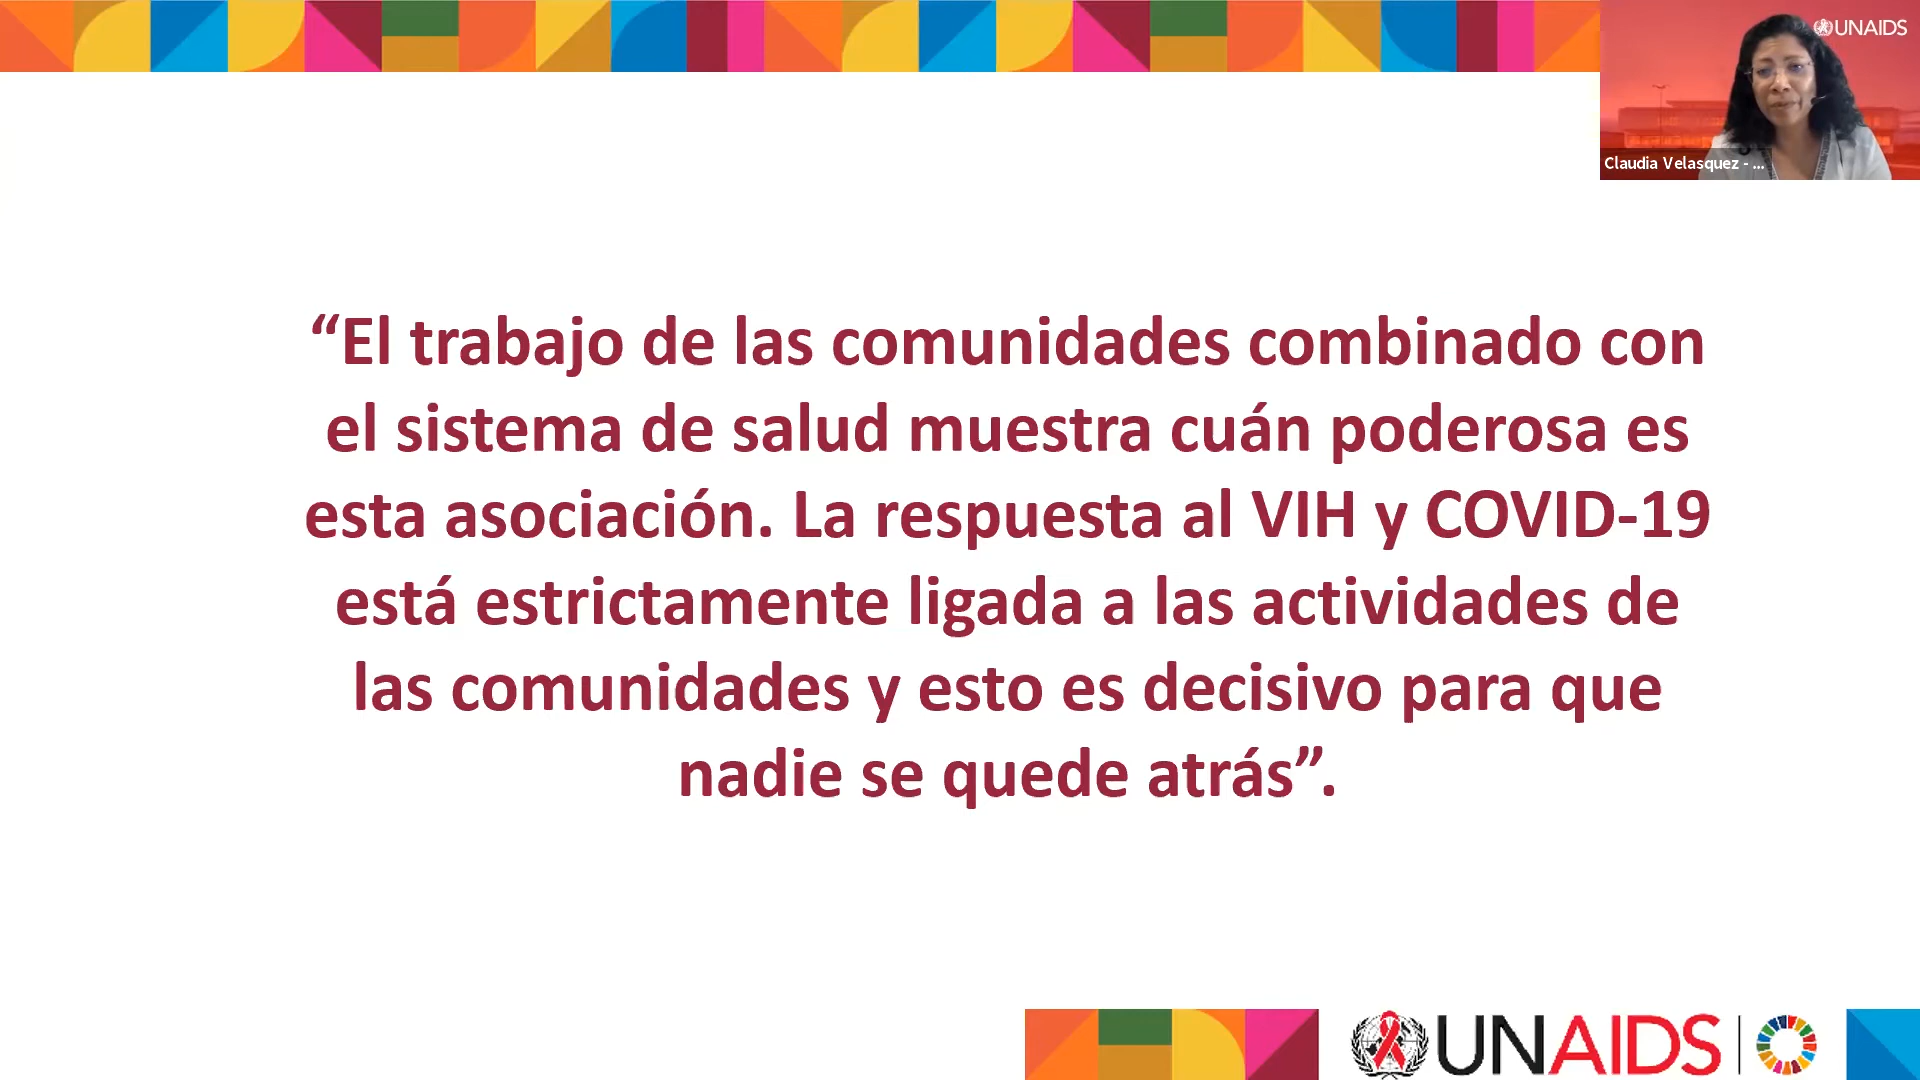 UNAIDS
Claudia Velasquez - ...
“El trabajo de las comunidades combinado con
el sistema de salud muestra cuán poderosa es
esta asociación. La respuesta al VIH y COVID-19
está estrictamente ligada a las actividades de
las comunidades y esto es decisivo para que
nadie se quede atrás”.
UNAIDS